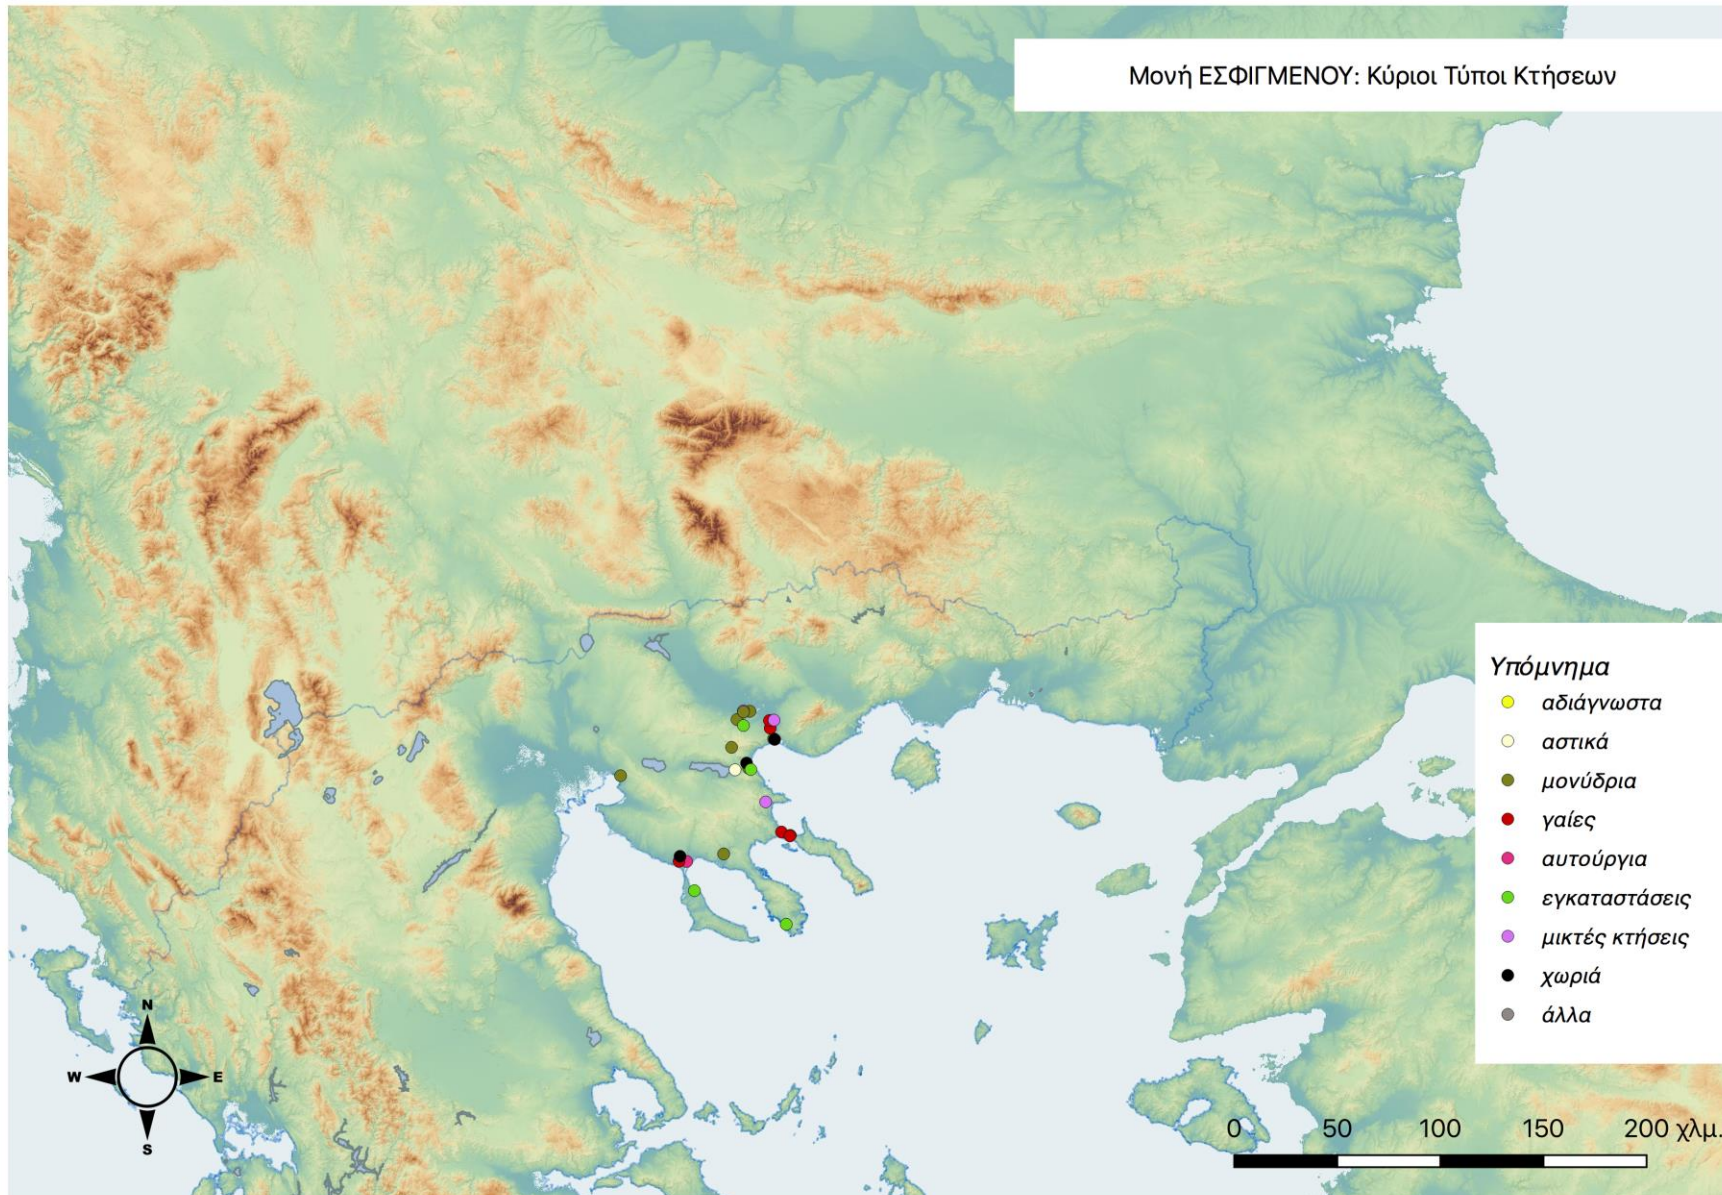 Μονή ΕΣΦΙΓΜΕΝΟΥ: Κύριοι Τύποι Κτήσεων
Υπόμνημα
αδιάγνωστα
αστικά
μονύδρια
γαίες
αυτούργια
εγκαταστάσεις
μικτές κτήσεις
χωριά
άλλα
N
W E
S
0 50 100 150 200 χλμ.